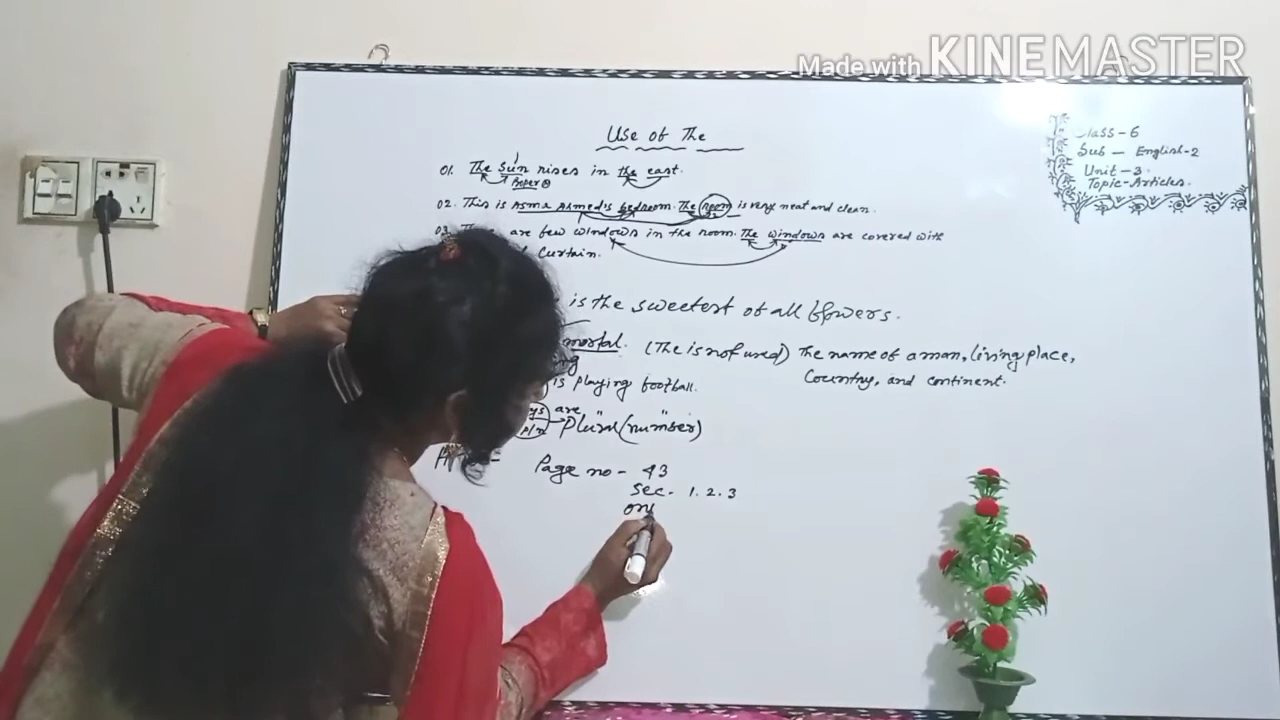 Made with KINEMASTER
Use of The
Class-6
Sub - English-2
Unit-3.
Topic-Articles.
01. The Sun rises in the east.
Proper
02. This is Asma Ahmed's bedroom. The room is very neat and clean.
03. are few windows in the room. The windows are covered with
Curtain.
is the sweetest of all flowers.
mortal. (The is not used) The name of a man, living place,
Country, and continent.
is playing football.
are
Plural (number)
Page no - 43
Sec. 1. 2. 3